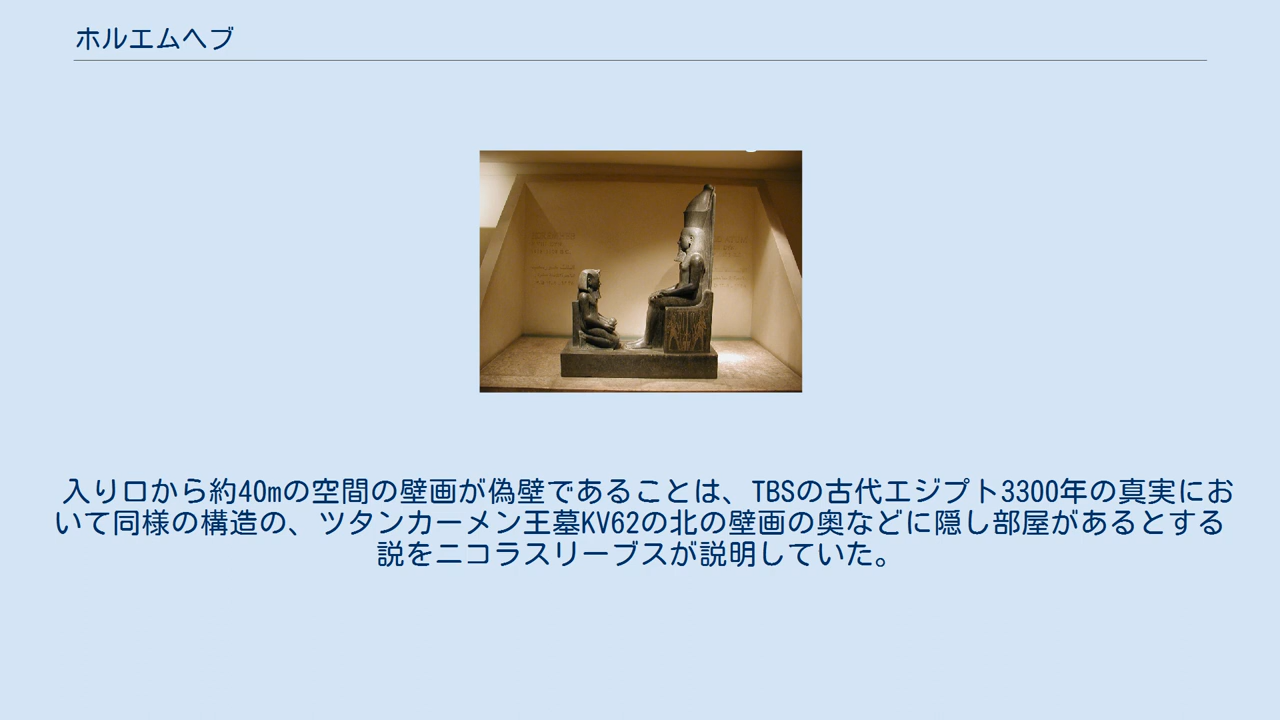 ホルエムヘブ
入り口から約40mの空間の壁画が偽壁であることは、TBSの古代エジプト3300年の真実にお
いて同様の構造の、ツタンカーメン王墓KV62の北の壁画の奥などに隠し部屋があるとする
説をニコラスリーブスが説明していた。